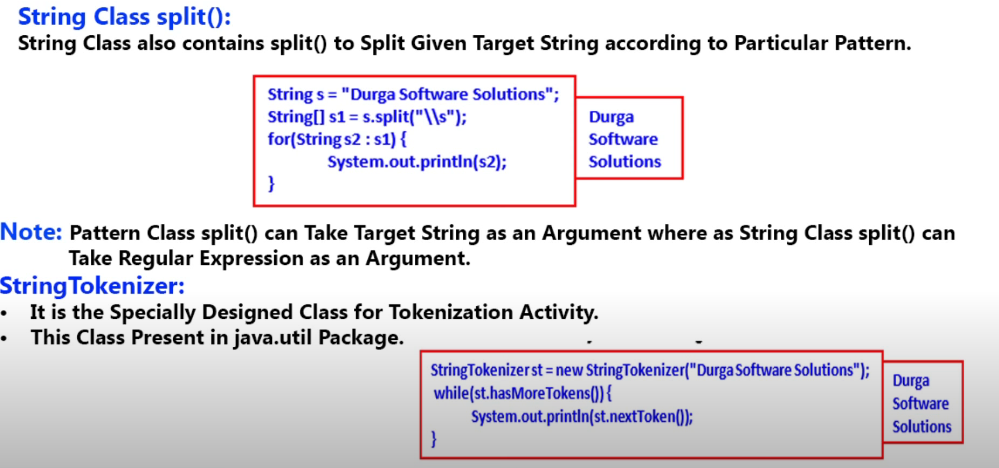 String Class split():
String Class also contains split() to Split Given Target String according to Particular Pattern.
String s = "Durga Software Solutions";
String[] s1 = s.split("\\s");
for(String s2 : s1) {
System.out.println(s2);
}
Durga
Software
Solutions
Note: Pattern Class split() can Take Target String as an Argument where as String Class split() can
Take Regular Expression as an Argument.
StringTokenizer:
• It is the Specially Designed Class for Tokenization Activity.
• This Class Present in java.util Package.
StringTokenizer st = new StringTokenizer("Durga Software Solutions");
while(st.hasMoreTokens()) {
System.out.println(st.nextToken());
}
Durga
Software
Solutions